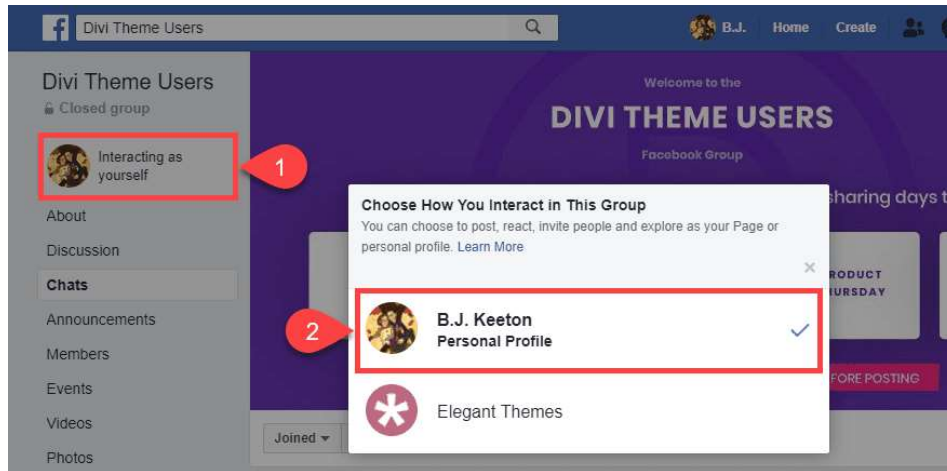 f
Divi Theme Users
B.J.
Home
Create
Divi Theme Users
Closed group
Interacting as
yourself
1
About
Discussion
Chats
Announcements
Members
Events
Videos
Photos
Welcome to the
DIVI THEME USERS
Facebook Group
sharing days t
RODUCT
URSDAY
FORE POSTING
Joined
Choose How You Interact in This Group
You can choose to post, react, invite people and explore as your Page or
personal profile. Learn More
2
B.J. Keeton
Personal Profile
Elegant Themes